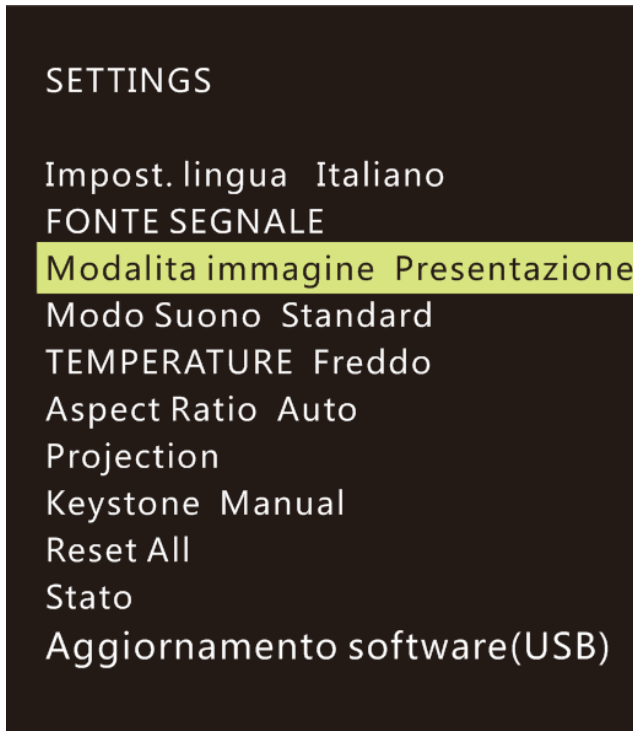 SETTINGS
Impost. lingua Italiano
FONTE SEGNALE
Modalita immagine Presentazione
Modo Suono Standard
TEMPERATURE Freddo
Aspect Ratio Auto
Projection
Keystone Manual
Reset All
Stato
Aggiornamento software(USB)